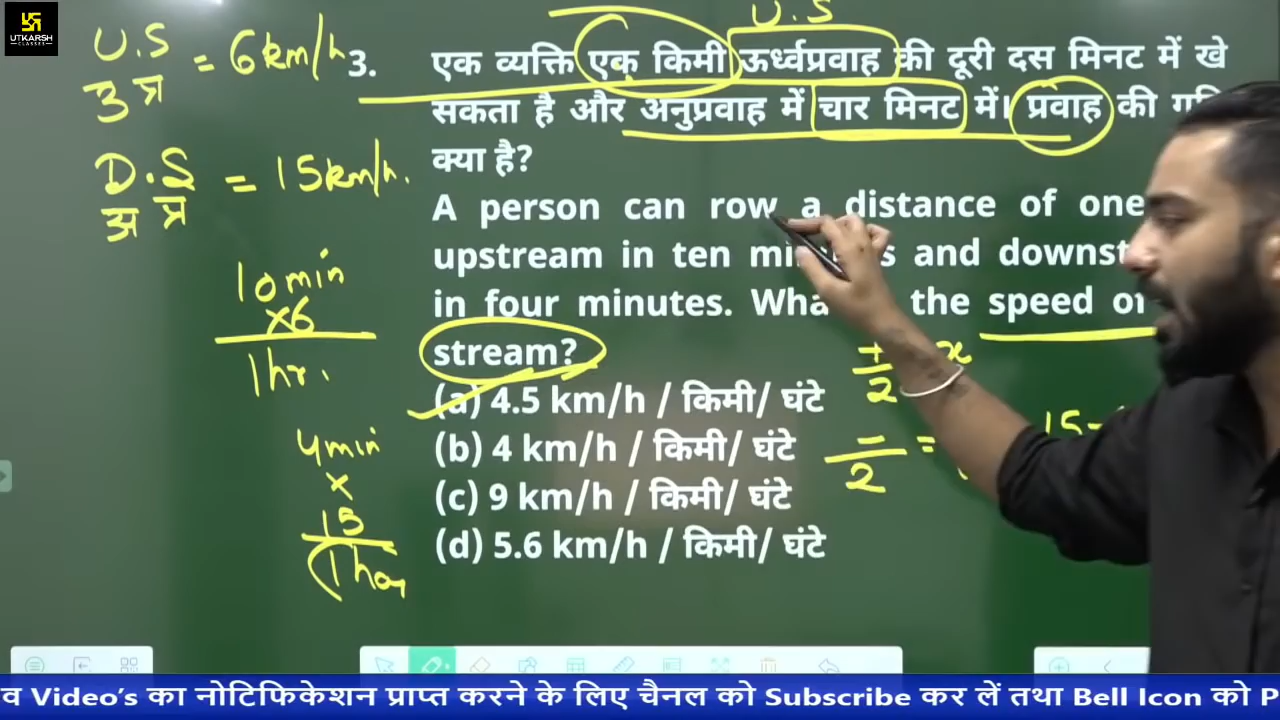 UTKARSH
CLASSES
U.S
U.S = 6km/h
उ प्र
D.S = 15km/h.
अ प्र
10min
×6
1hr.
4min
×
15
1hr
3. एक व्यक्ति एक किमी ऊर्ध्वप्रवाह की दूरी दस मिनट में खे
सकता है और अनुप्रवाह में चार मिनट में। प्रवाह की
क्या है?
A person can row a distance of one
upstream in ten and
in four minutes. the speed of
stream?
(a) 4.5 km/h / किमी/ घंटे
(b) 4 km/h / किमी/ घंटे
(c) 9 km/h / किमी/ घंटे
(d) 5.6 km/h / किमी/ घंटे
+ x
2
- =
2
15-
व Video's का नोटिफिकेशन प्राप्त करने के लिए चैनल को Subscribe कर लें तथा Bell Icon को P